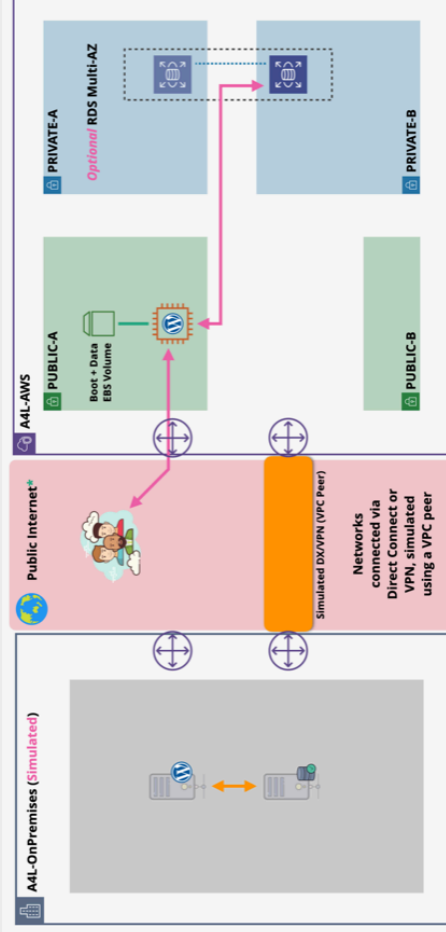 A4L-OnPremises (Simulated)
Public Internet*
Simulated DX/VPN (VPC Peer)
Networks
connected via
Direct Connect or
VPN, simulated
using a VPC peer
A4L-AWS
PUBLIC-A
Boot + Data
EBS Volume
PUBLIC-B
PRIVATE-A
Optional RDS Multi-AZ
PRIVATE-B